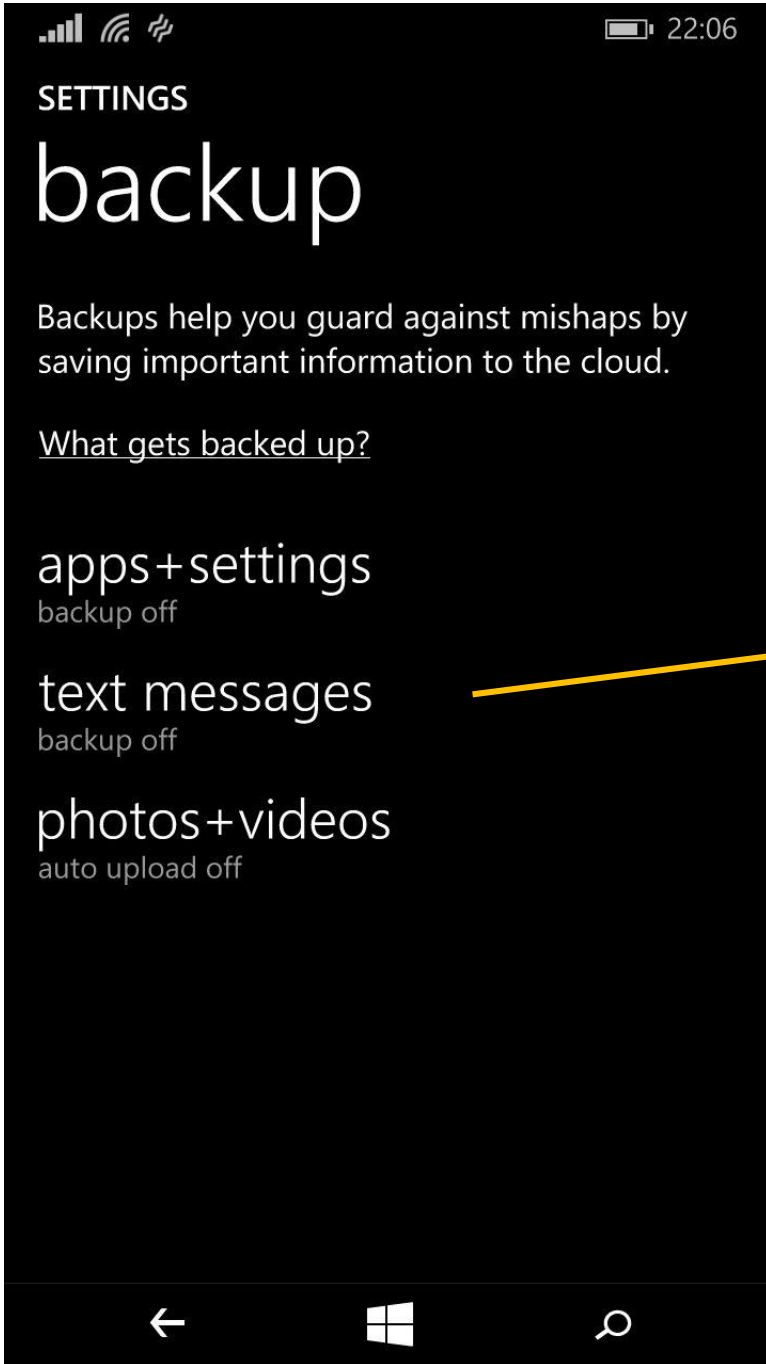 22:06
SETTINGS
backup
Backups help you guard against mishaps by
saving important information to the cloud.
What gets backed up?
apps+settings
backup off
text messages
backup off
photos+videos
auto upload off